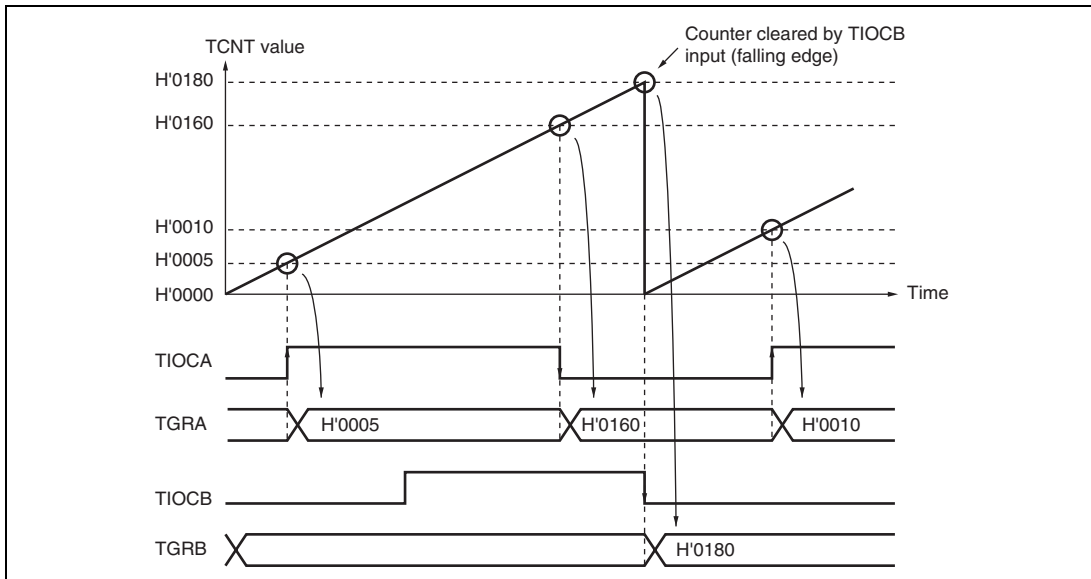 Counter cleared by TIOCB
input (falling edge)
TCNT value
H'0180
H'0160
H'0010
H'0005
H'0000
Time
TIOCA
TGRA
H'0005
H'0160
H'0010
TIOCB
TGRB
H'0180